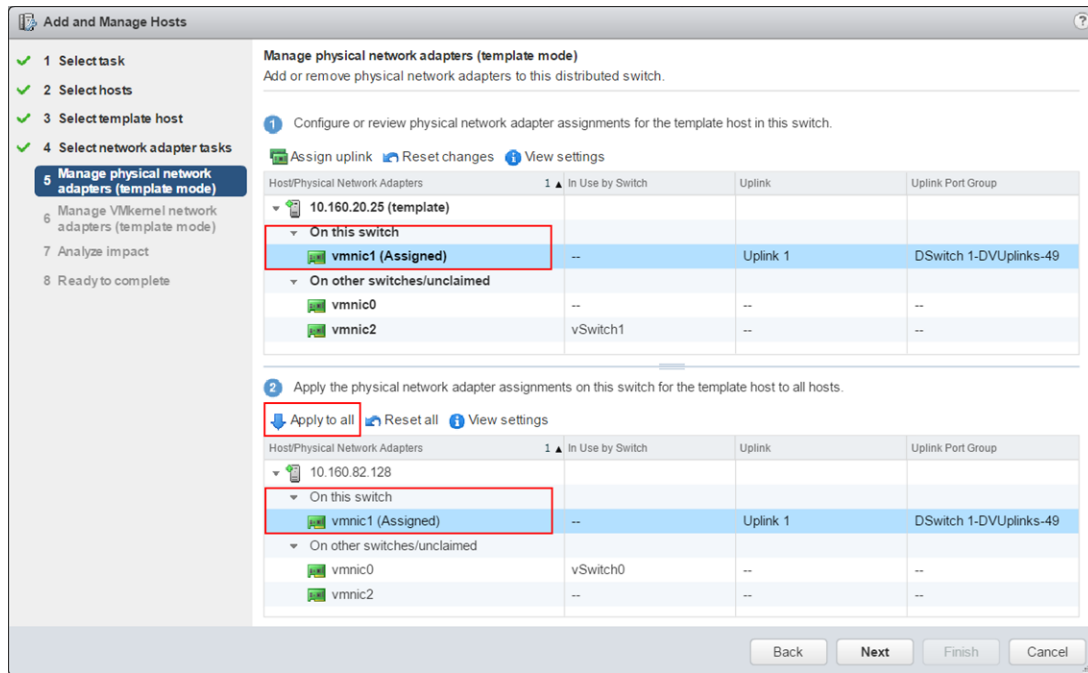 Add and Manage Hosts
?
1 Select task
2 Select hosts
3 Select template host
4 Select network adapter tasks
5 Manage physical network
adapters (template mode)
6 Manage VMkernel network
adapters (template mode)
7 Analyze impact
8 Ready to complete
Manage physical network adapters (template mode)
Add or remove physical network adapters to this distributed switch.
1 Configure or review physical network adapter assignments for the template host in this switch.
Assign uplink Reset changes View settings
Host/Physical Network Adapters 1 ▲ In Use by Switch Uplink Uplink Port Group
10.160.20.25 (template)
On this switch
vmnic1 (Assigned) -- Uplink 1 DSwitch 1-DVUplinks-49
On other switches/unclaimed
vmnic0 -- -- --
vmnic2 vSwitch1 -- --
2 Apply the physical network adapter assignments on this switch for the template host to all hosts.
Apply to all Reset all View settings
Host/Physical Network Adapters 1 ▲ In Use by Switch Uplink Uplink Port Group
10.160.82.128
On this switch
vmnic1 (Assigned) -- Uplink 1 DSwitch 1-DVUplinks-49
On other switches/unclaimed
vmnic0 vSwitch0 -- --
vmnic2 -- -- --
Back Next Finish Cancel